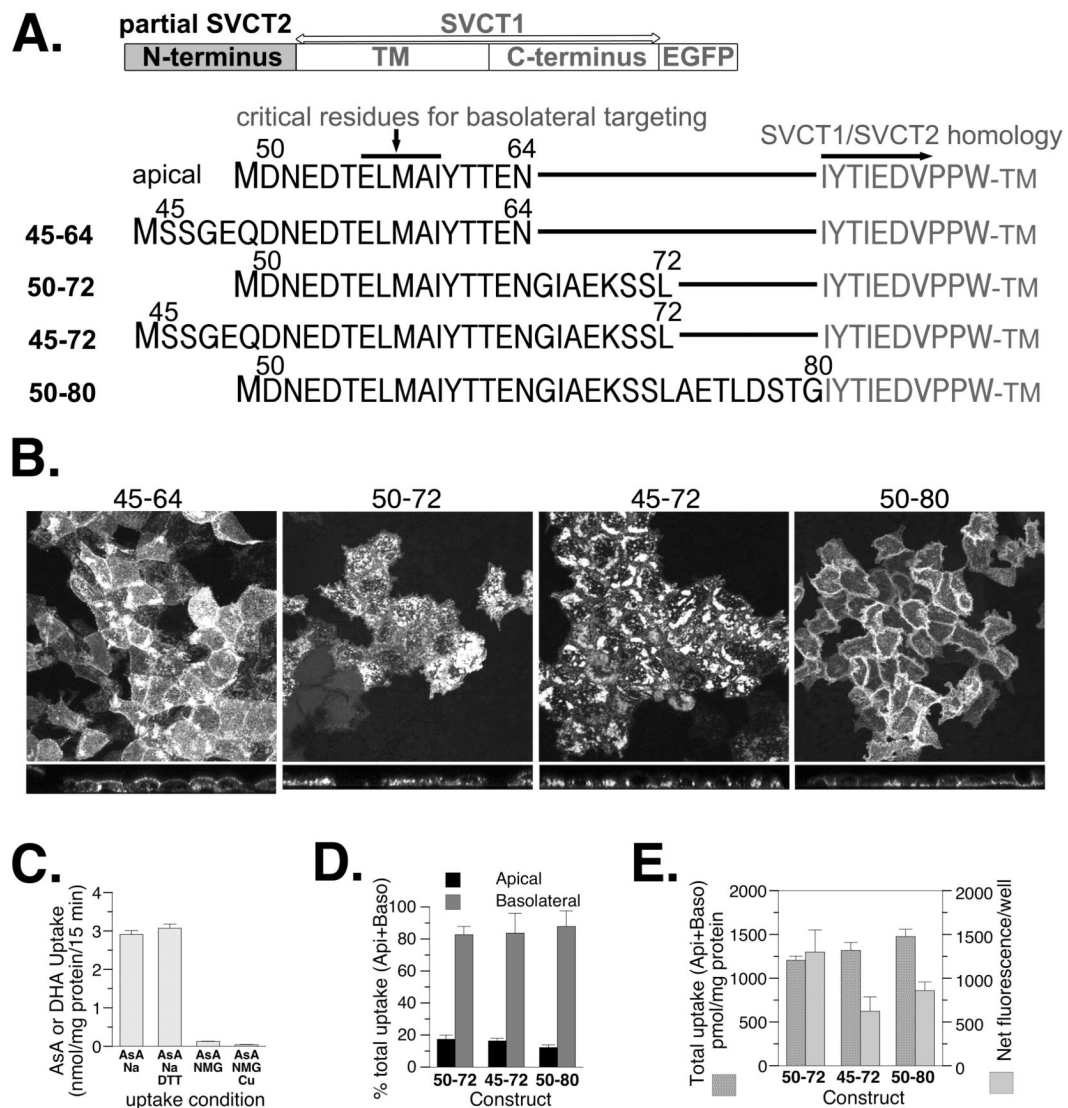 A.
partial SVCT2 SVCT1
N-terminus TM C-terminus EGFP
critical residues for basolateral targeting
SVCT1/SVCT2 homology
50 64
apical MDNEDTELMAIYTTEN IYTIEDVPPW-TM
45 64
45-64 MSSGEQDNEDTELMAIYTTEN IYTIEDVPPW-TM
50 72
50-72 MDNEDTELMAIYTTENGIAEKSSL IYTIEDVPPW-TM
45 72
45-72 MSSGEQDNEDTELMAIYTTENGIAEKSSL IYTIEDVPPW-TM
50 80
50-80 MDNEDTELMAIYTTENGIAEKSSLAETLDSTGIYTIEDVPPW-TM
B.
45-64 50-72 45-72 50-80
C.
AsA or DHA Uptake
(nmol/mg protein/15 min)
4
3
2
1
0
AsA AsA AsA AsA
Na Na NMG NMG
DTT Cu
uptake condition
D.
Apical
Basolateral
% total uptake (Api+Baso)
100
80
60
40
20
0
50-72 45-72 50-80
Construct
E.
Total uptake (Api+Baso)
pmol/mg protein
2000
1500
1000
500
0
2000
1500
1000
500
0
Net fluorescence/well
50-72 45-72 50-80
Construct